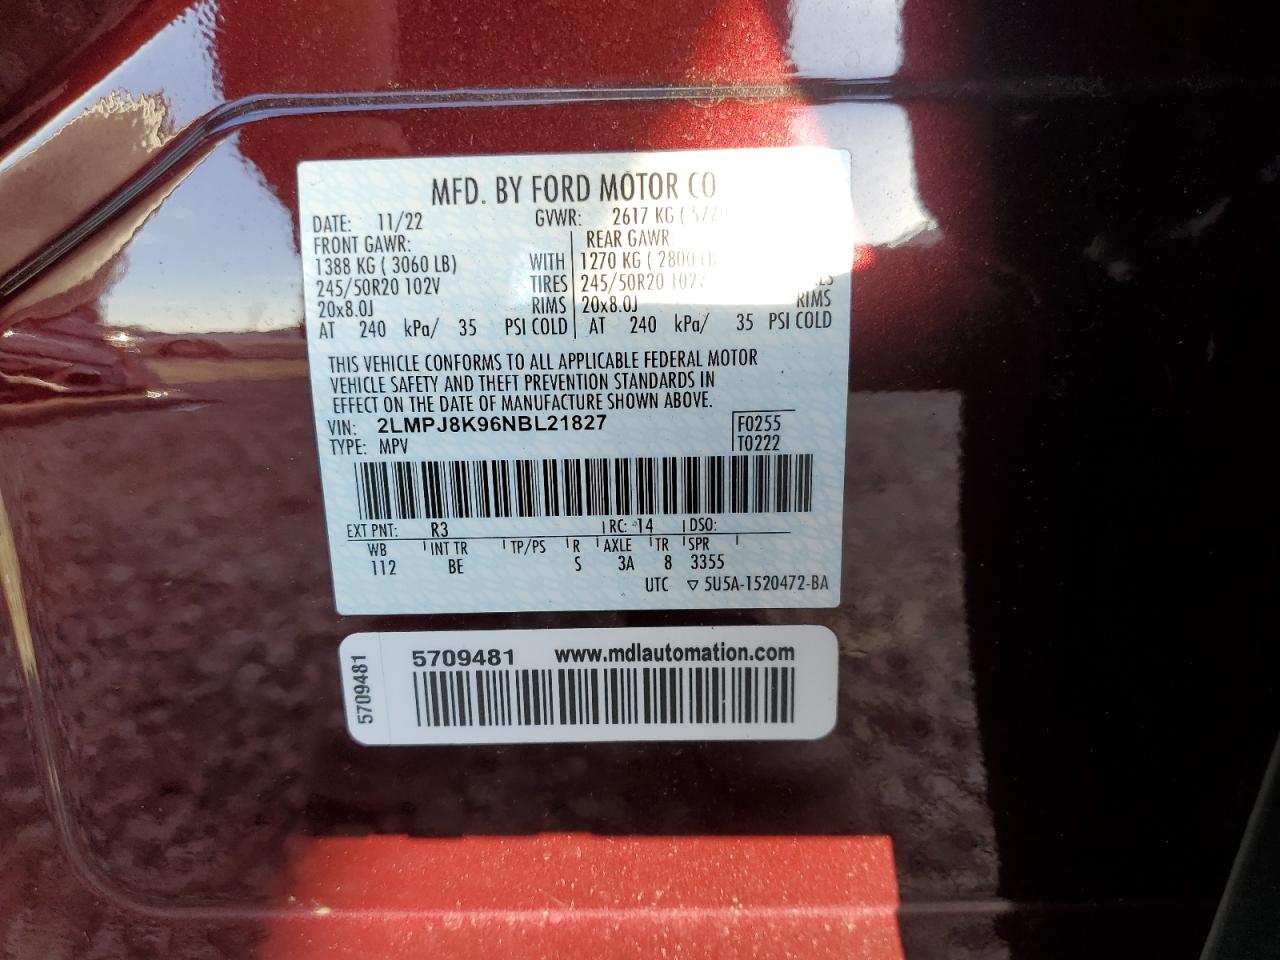 MFD. BY FORD MOTOR CO
DATE: 11/22 GVWR: 2617 KG (
FRONT GAWR: REAR GAWR:
1388 KG ( 3060 LB) WITH 1270 KG ( 2800 LB
245/50R20 102V TIRES 245/50R20 102V
20x8.0J RIMS 20x8.0J RIMS
AT 240 kPa/ 35 PSI COLD AT 240 kPa/ 35 PSI COLD
THIS VEHICLE CONFORMS TO ALL APPLICABLE FEDERAL MOTOR
VEHICLE SAFETY AND THEFT PREVENTION STANDARDS IN
EFFECT ON THE DATE OF MANUFACTURE SHOWN ABOVE.
VIN: 2LMPJ8K96NBL21827 F0255
TYPE: MPV T0222
EXT PNT: R3 RC: 14 DSO:
WB INT TR TP/PS R AXLE TR SPR
112 BE S 3A 8 3355
UTC ▽ 5U5A-1520472-BA
5709481 www.mdlautomation.com
5709481